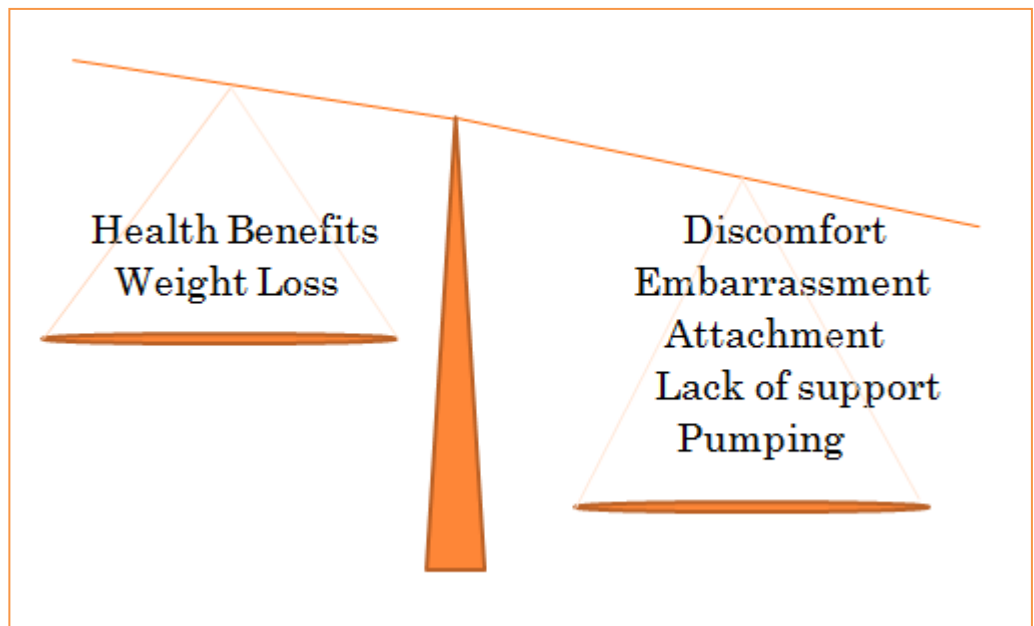 Health Benefits
Weight Loss
Discomfort
Embarrassment
Attachment
Lack of support
Pumping